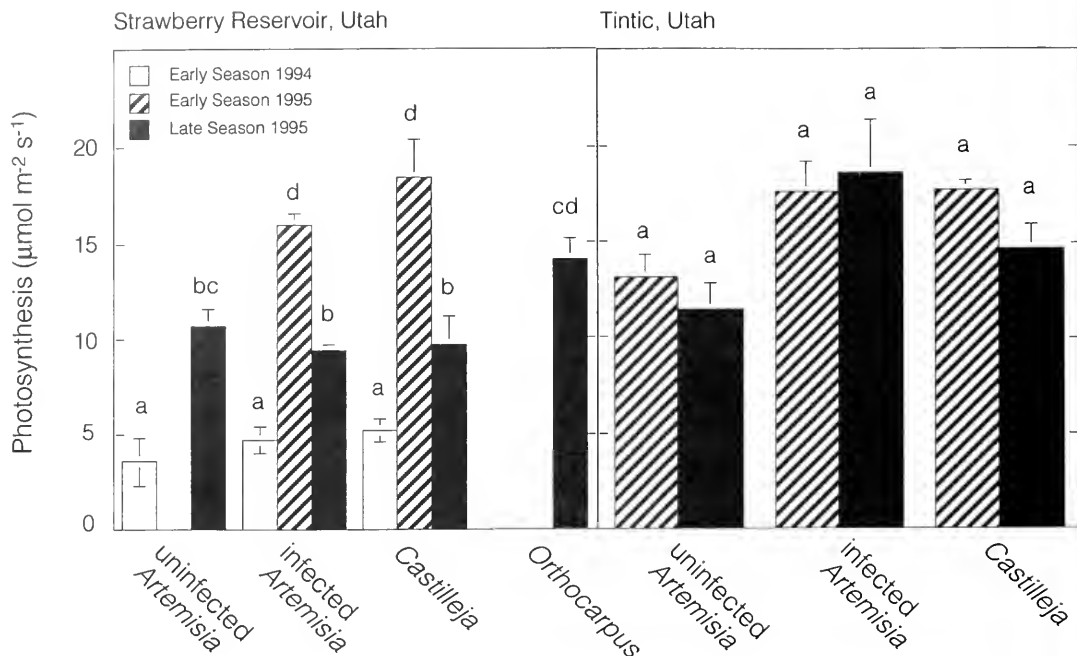 Strawberry Reservoir, Utah
Tintic, Utah
Early Season 1994
Early Season 1995
Late Season 1995
Photosynthesis (µmol m⁻² s⁻¹)
20
15
10
5
0
a
bc
a
d
b
a
d
b
cd
a
a
a
a
a
a
uninfected
Artemisia
infected
Artemisia
Castilleja
Orthocarpus
uninfected
Artemisia
infected
Artemisia
Castilleja